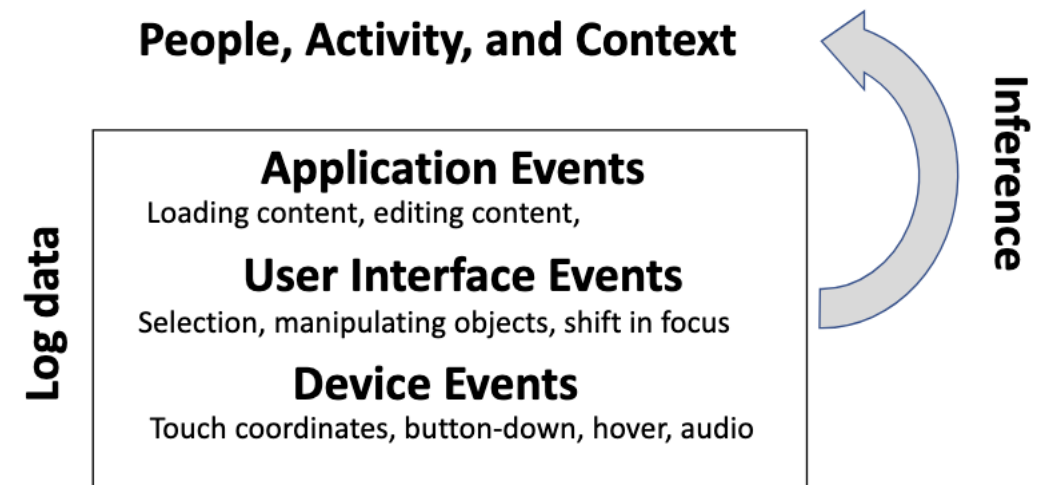 People, Activity, and Context
Inference
Log data
Application Events
Loading content, editing content,
User Interface Events
Selection, manipulating objects, shift in focus
Device Events
Touch coordinates, button-down, hover, audio